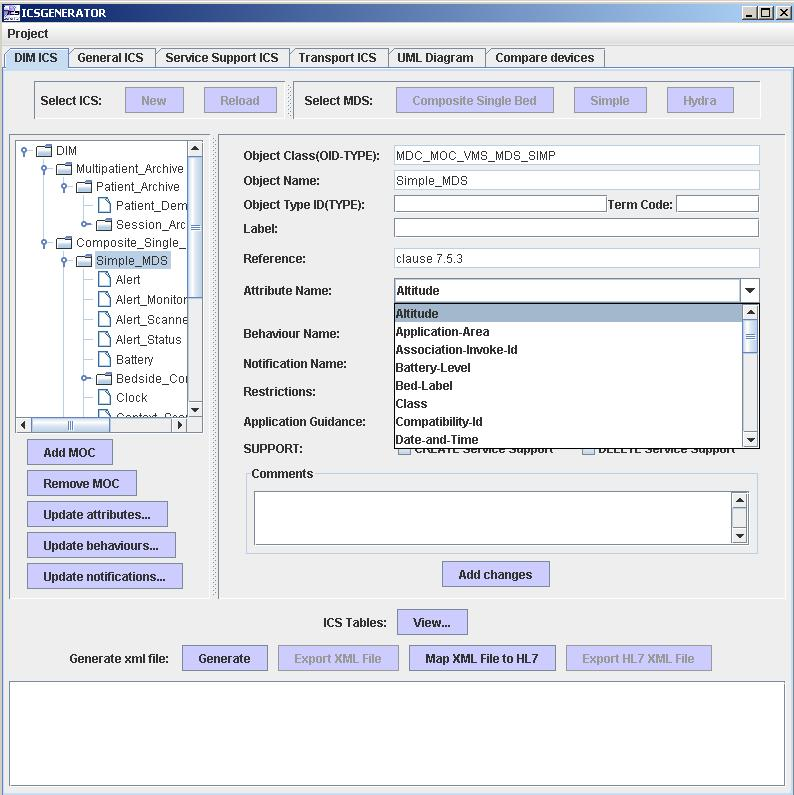 ICSGENERATOR
Project
DIM ICS General ICS Service Support ICS Transport ICS UML Diagram Compare devices
Select ICS: New Reload Select MDS: Composite Single Bed Simple Hydra
DIM
Multipatient_Archive
Patient_Archive
Patient_Dem
Session_Arc
Composite_Single_
Simple_MDS
Alert
Alert_Monitor
Alert_Scanne
Alert_Status
Battery
Bedside_Co
Clock
Add MOC
Remove MOC
Update attributes...
Update behaviours...
Update notifications...
Object Class(OID-TYPE): MDC_MOC_VMS_MDS_SIMP
Object Name: Simple_MDS
Object Type ID(TYPE): Term Code:
Label:
Reference: clause 7.5.3
Attribute Name: Altitude
Altitude
Application-Area
Association-Invoke-Id
Battery-Level
Bed-Label
Class
Compatibility-Id
Date-and-Time
Behaviour Name:
Notification Name:
Restrictions:
Application Guidance:
SUPPORT: CREATE Service Support DELETE Service Support
Comments
Add changes
ICS Tables: View...
Generate xml file: Generate Export XML File Map XML File to HL7 Export HL7 XML File